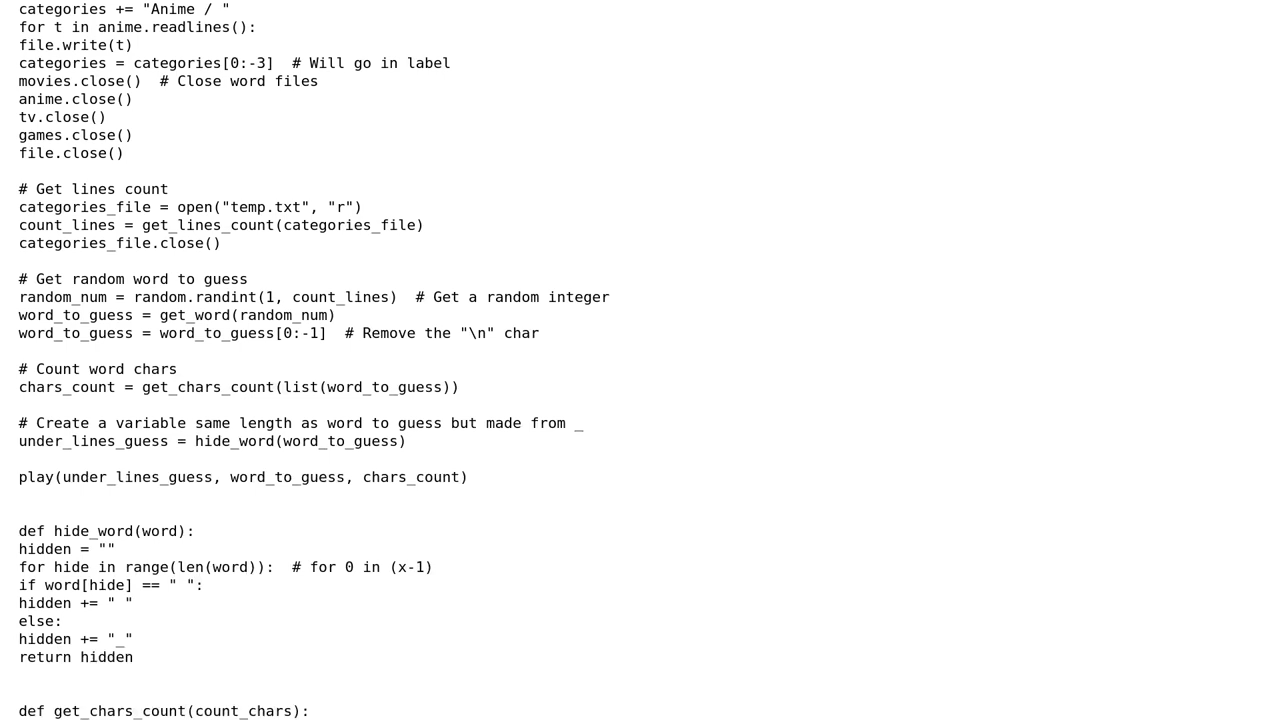 categories += "Anime / "
for t in anime.readlines():
file.write(t)
categories = categories[0:-3]  # Will go in label
movies.close()  # Close word files
anime.close()
tv.close()
games.close()
file.close()

# Get lines count
categories_file = open("temp.txt", "r")
count_lines = get_lines_count(categories_file)
categories_file.close()

# Get random word to guess
random_num = random.randint(1, count_lines)  # Get a random integer
word_to_guess = get_word(random_num)
word_to_guess = word_to_guess[0:-1]  # Remove the "\n" char

# Count word chars
chars_count = get_chars_count(list(word_to_guess))

# Create a variable same length as word to guess but made from _
under_lines_guess = hide_word(word_to_guess)

play(under_lines_guess, word_to_guess, chars_count)


def hide_word(word):
hidden = ""
for hide in range(len(word)):  # for 0 in (x-1)
if word[hide] == " ":
hidden += " "
else:
hidden += "_"
return hidden


def get_chars_count(count_chars):